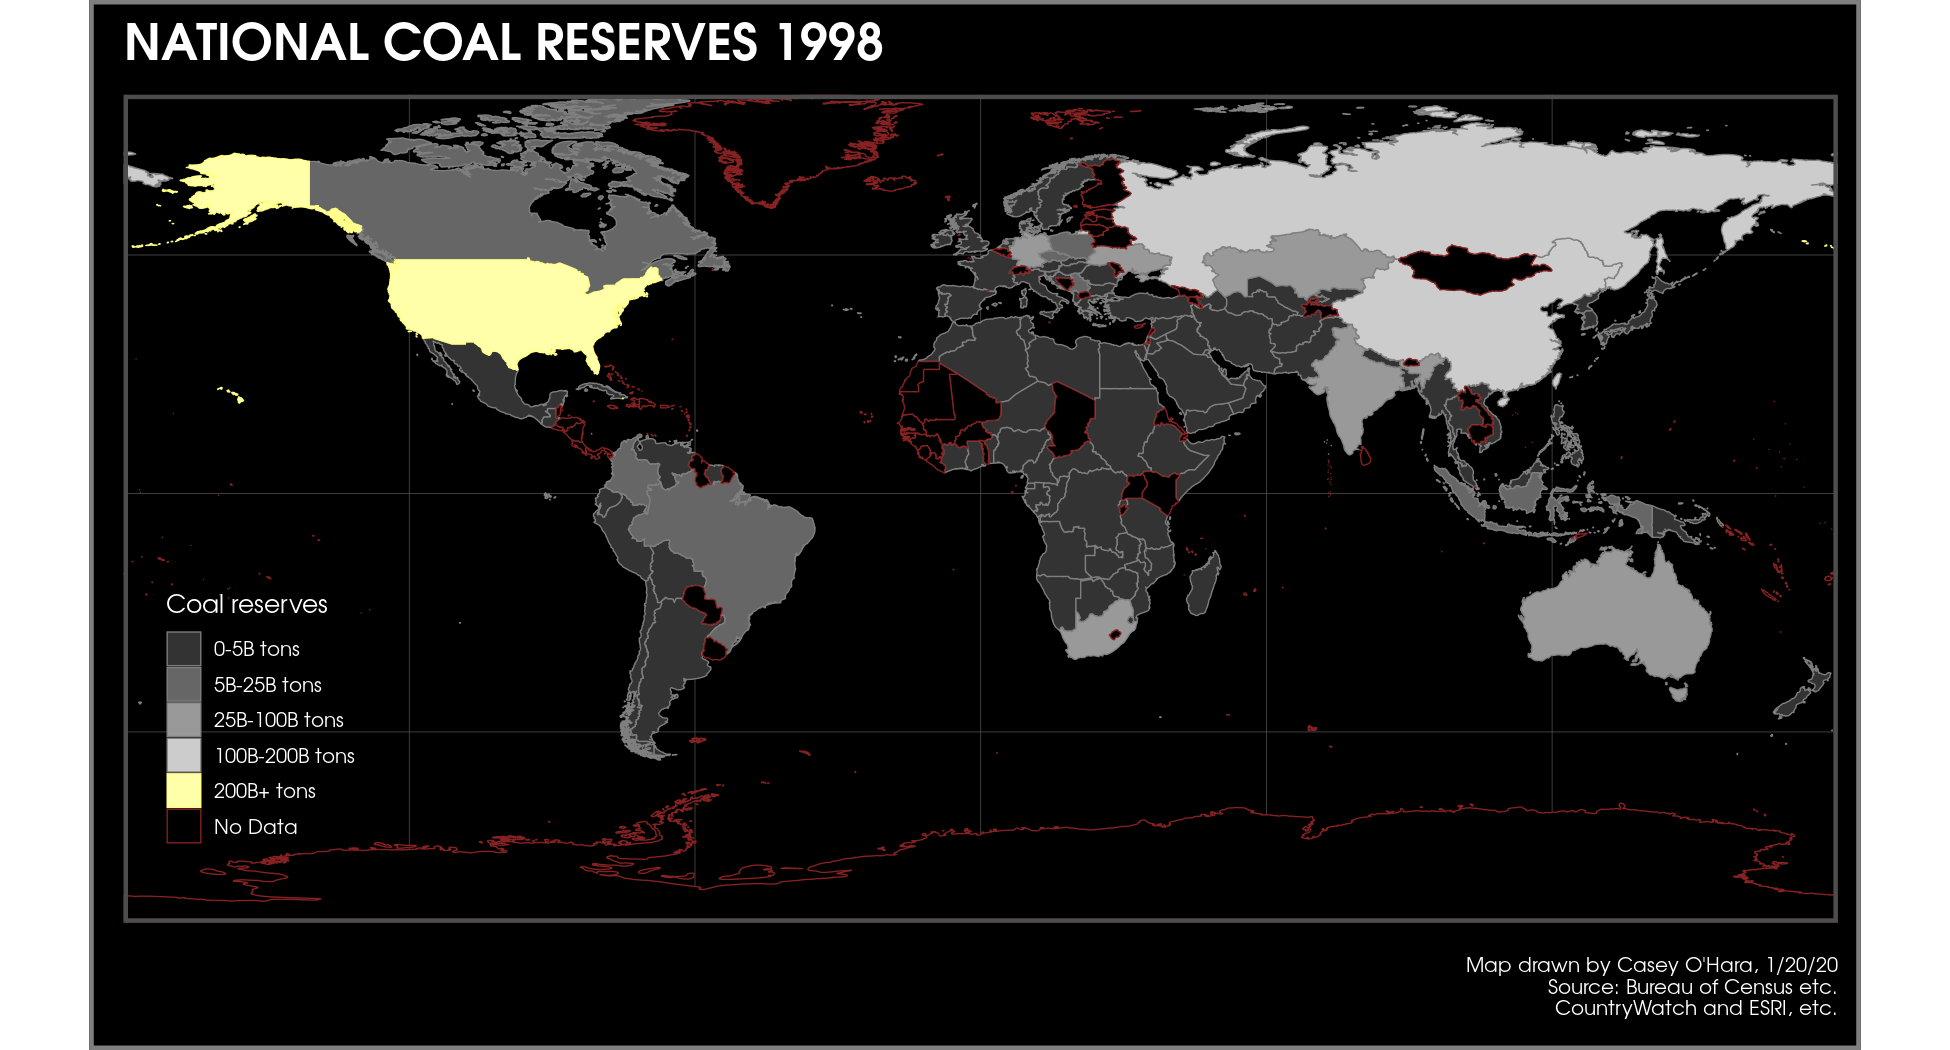 NATIONAL COAL RESERVES 1998
Coal reserves
0-5B tons
5B-25B tons
25B-100B tons
100B-200B tons
200B+ tons
No Data
Map drawn by Casey O'Hara, 1/20/20
Source: Bureau of Census etc.
CountryWatch and ESRI, etc.